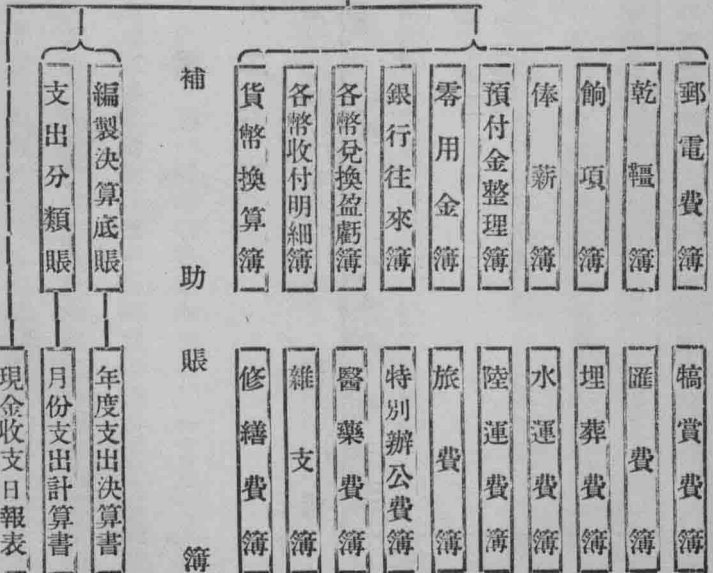 郵電費簿
乾䩬簿
餉項簿
俸薪簿
預付金整理簿
零用金簿
銀行往來簿
各幣兌換盈虧簿
各幣收付明細簿
貨幣換算簿
犒賞費簿
匯費簿
埋葬費簿
水運費簿
陸運費簿
旅費簿
特別辦公費簿
醫藥費簿
雜支簿
修繕費簿
補助賬簿
編製決算底賬
支出分類賬
年度支出決算書
月份支出計算書
現金收支日報表